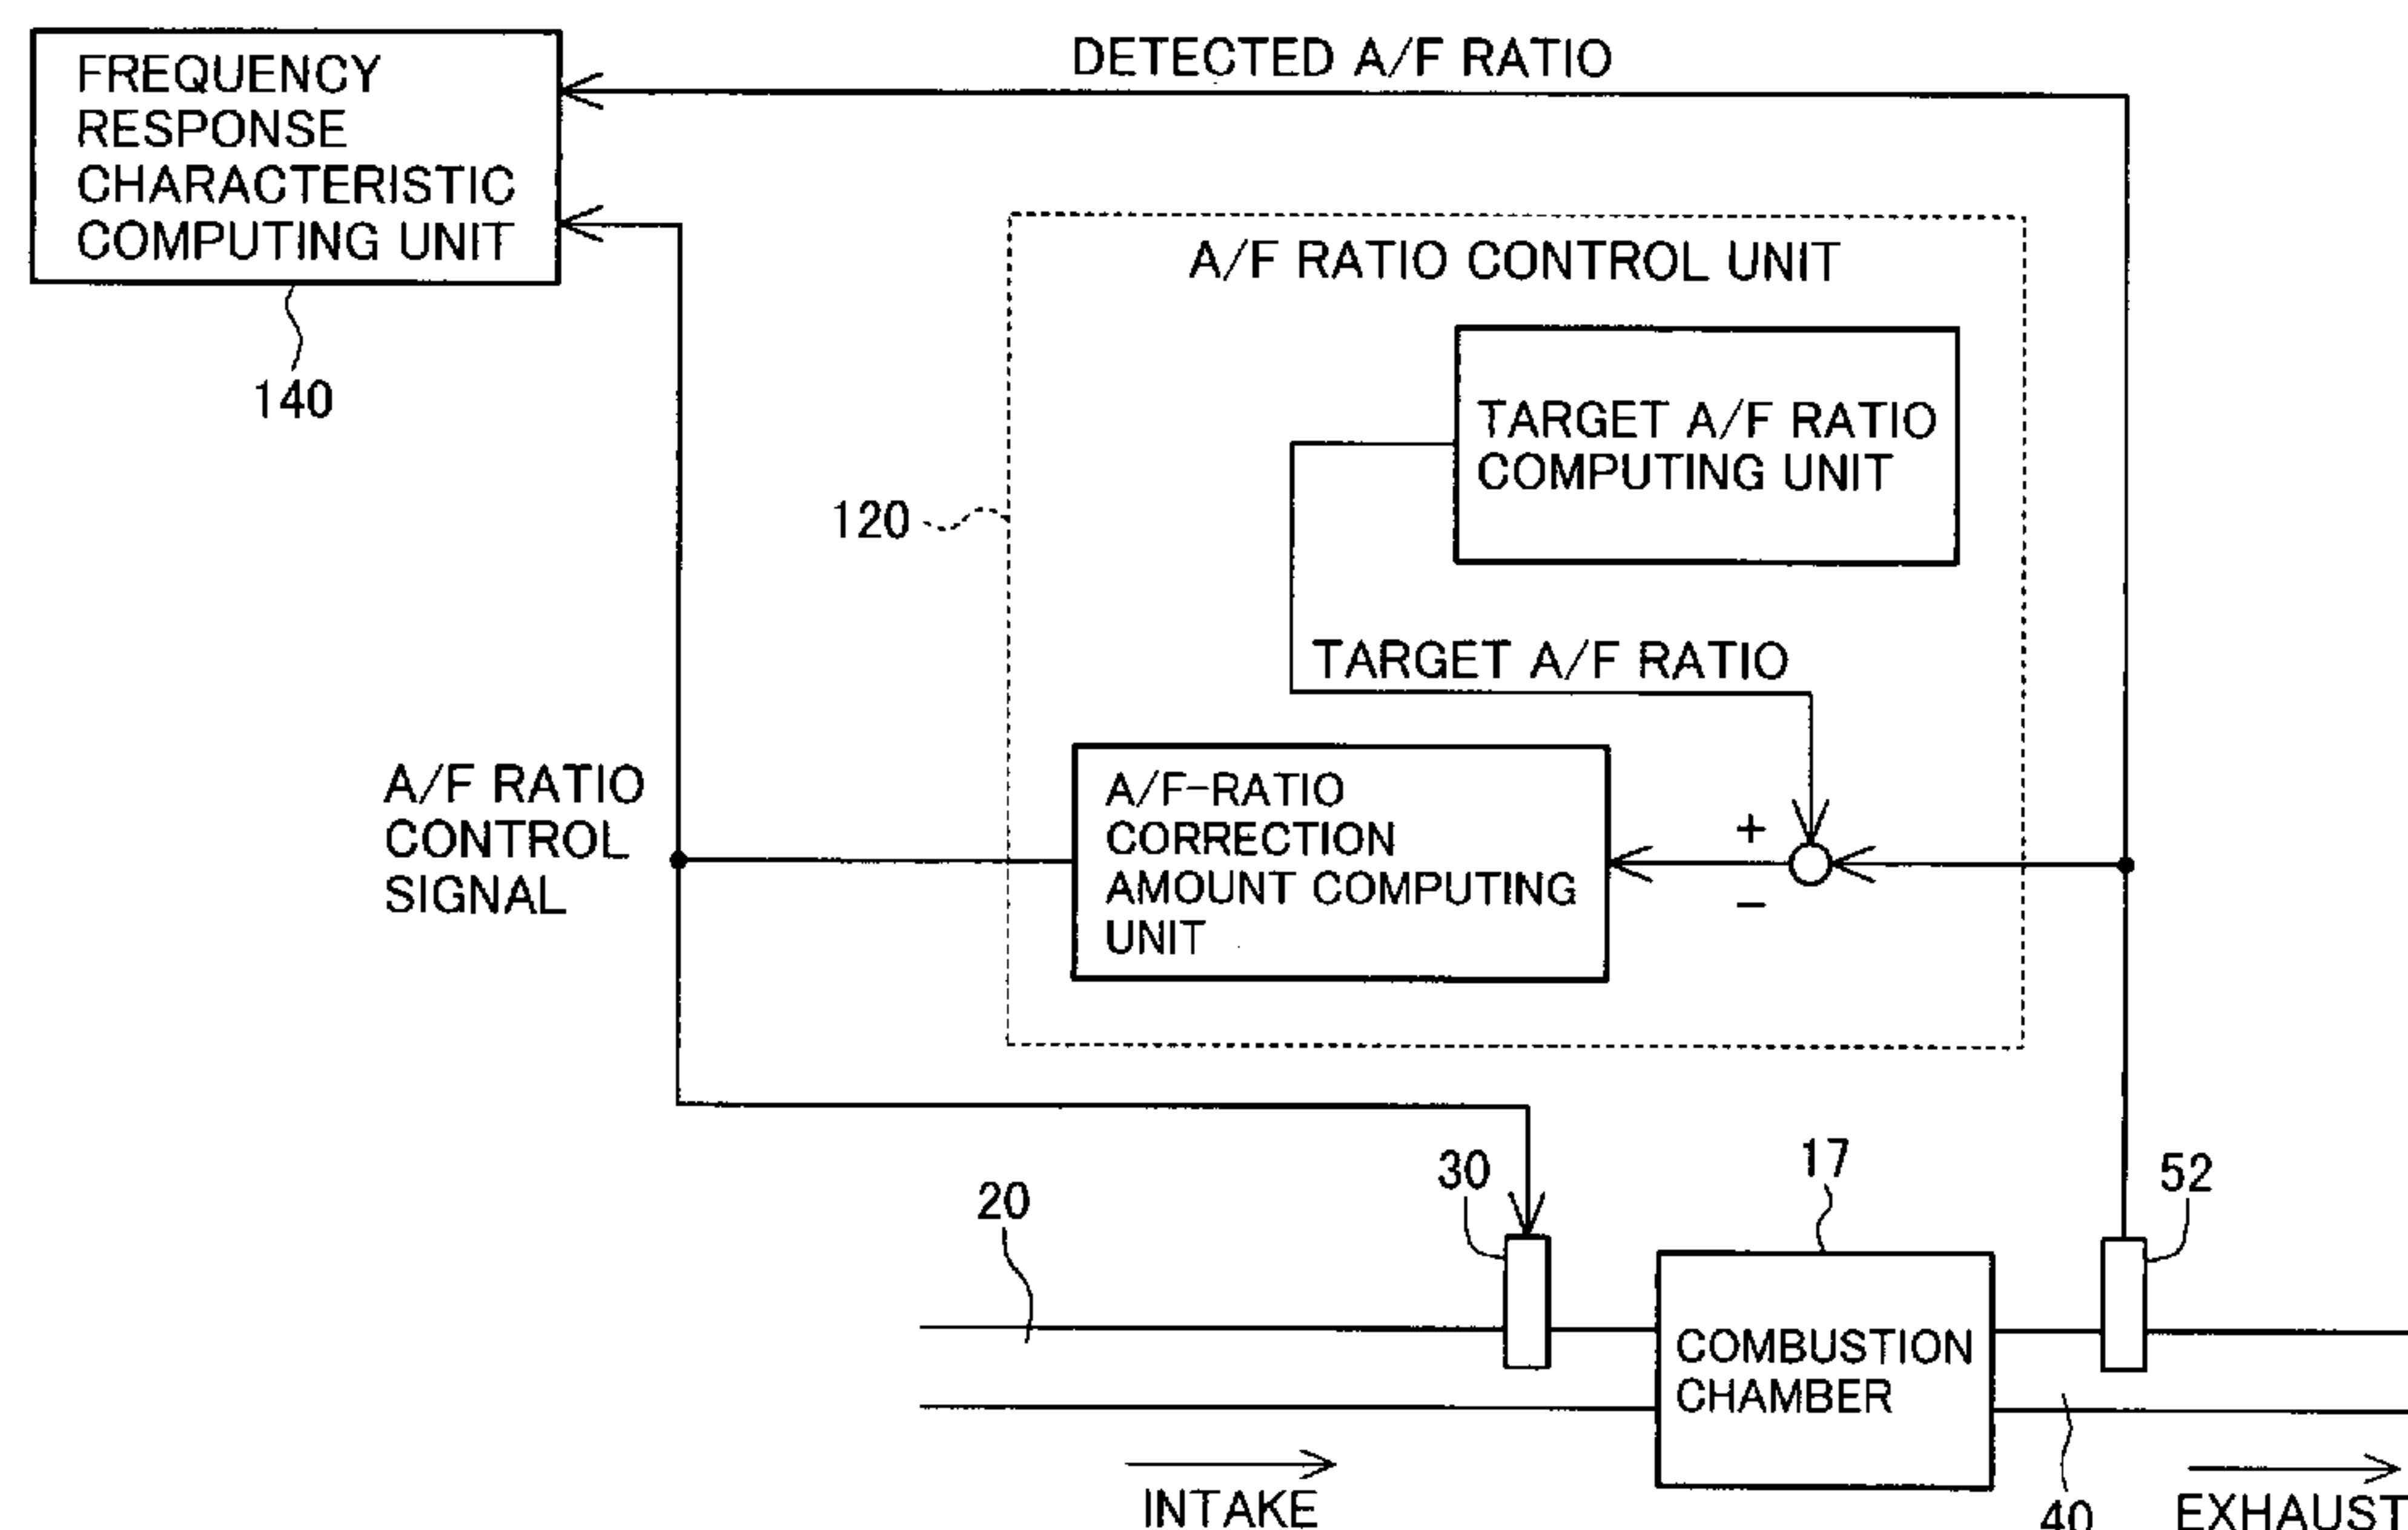 FREQUENCY
RESPONSE
CHARACTERISTIC
COMPUTING UNIT
140
DETECTED A/F RATIO
A/F RATIO CONTROL UNIT
TARGET A/F RATIO
COMPUTING UNIT
120
TARGET A/F RATIO
A/F RATIO
CONTROL
SIGNAL
A/F-RATIO
CORRECTION
AMOUNT COMPUTING
UNIT
+
−
20
30
17
52
COMBUSTION
CHAMBER
INTAKE
40
EXHAUST